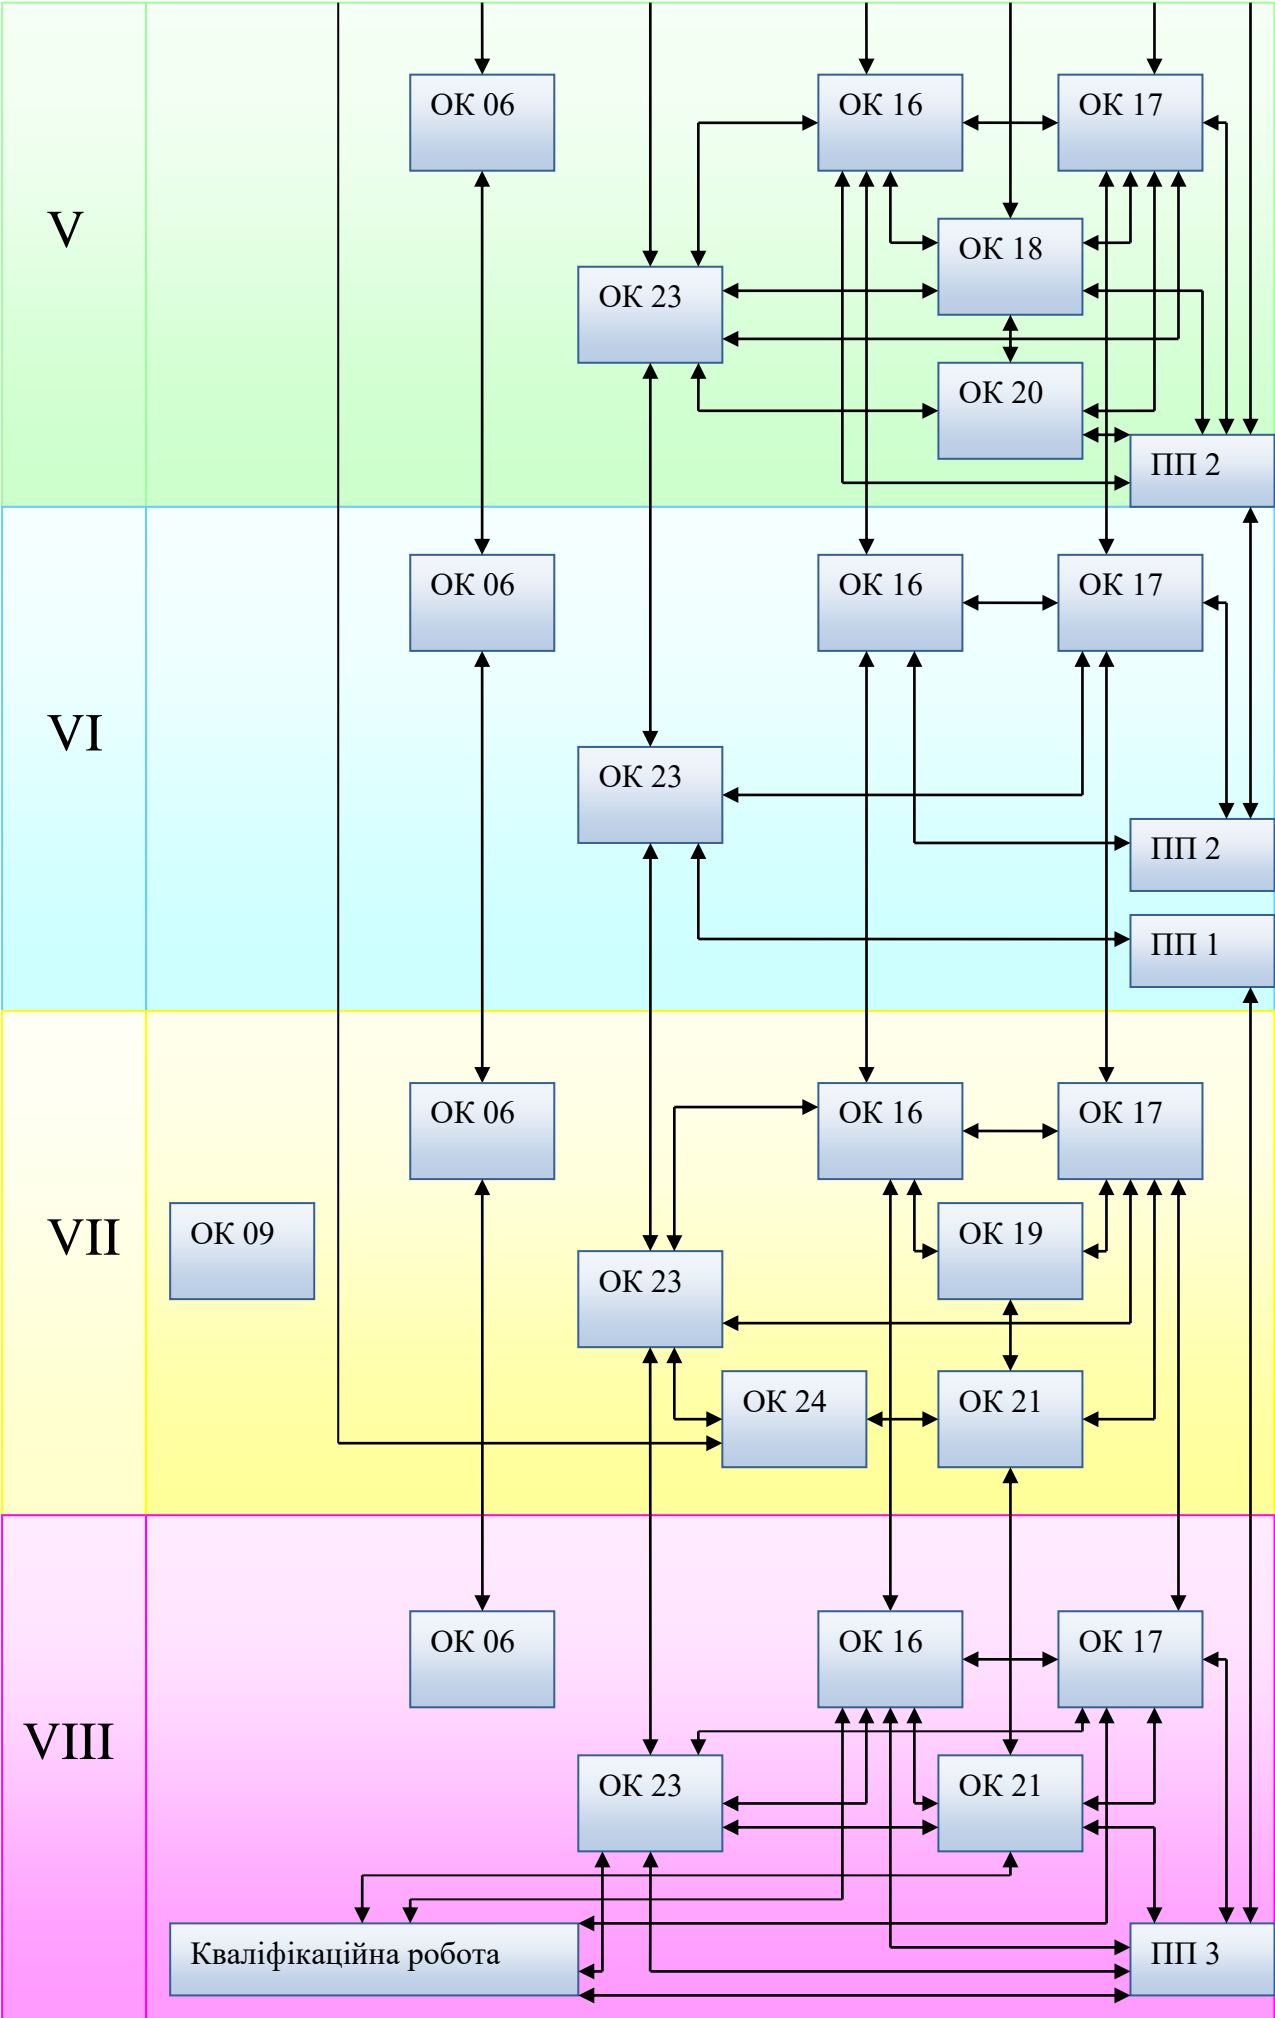 V
ОК 06
ОК 16
ОК 17
ОК 18
ОК 23
ОК 20
ПП 2
VI
ОК 06
ОК 16
ОК 17
ОК 23
ПП 2
ПП 1
VII
ОК 06
ОК 16
ОК 17
ОК 09
ОК 19
ОК 23
ОК 24
ОК 21
VIII
ОК 06
ОК 16
ОК 17
ОК 23
ОК 21
Кваліфікаційна робота
ПП 3